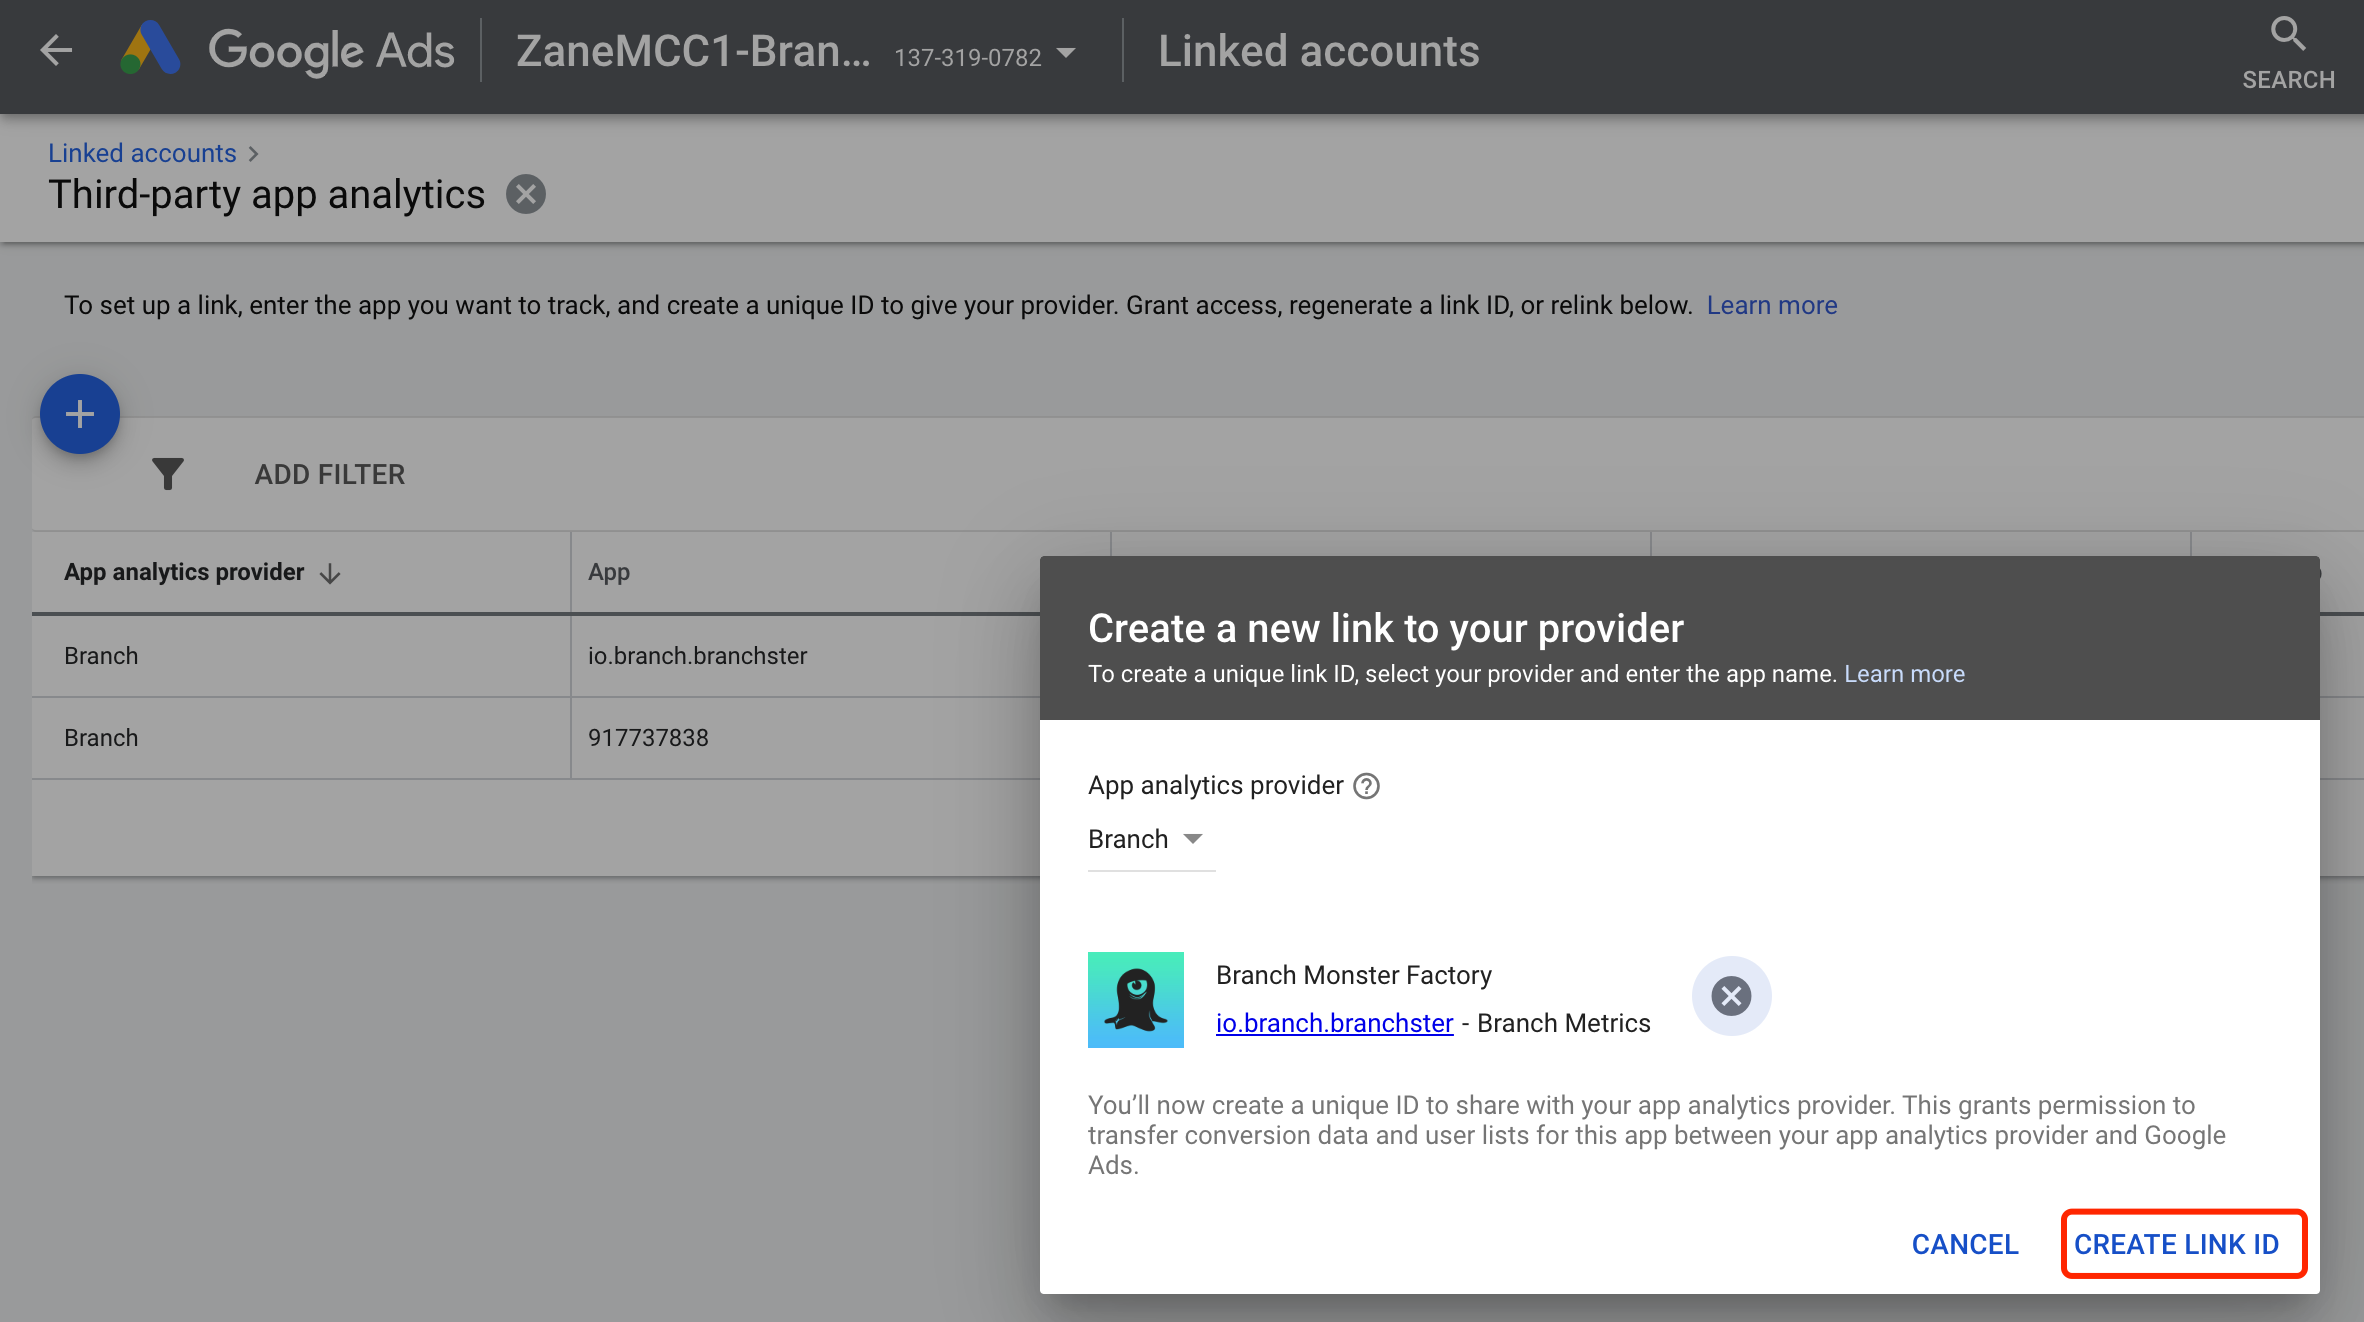 Google Ads
ZaneMCC1-Bran... 137-319-0782
Linked accounts
SEARCH
Linked accounts
Third-party app analytics
To set up a link, enter the app you want to track, and create a unique ID to give your provider. Grant access, regenerate a link ID, or relink below. Learn more
ADD FILTER
App analytics provider
App
Branch
io.branch.branchster
Branch
917737838
Create a new link to your provider
To create a unique link ID, select your provider and enter the app name. Learn more
App analytics provider
Branch
Branch Monster Factory
io.branch.branchster - Branch Metrics
You’ll now create a unique ID to share with your app analytics provider. This grants permission to
transfer conversion data and user lists for this app between your app analytics provider and Google
Ads.
CANCEL
CREATE LINK ID